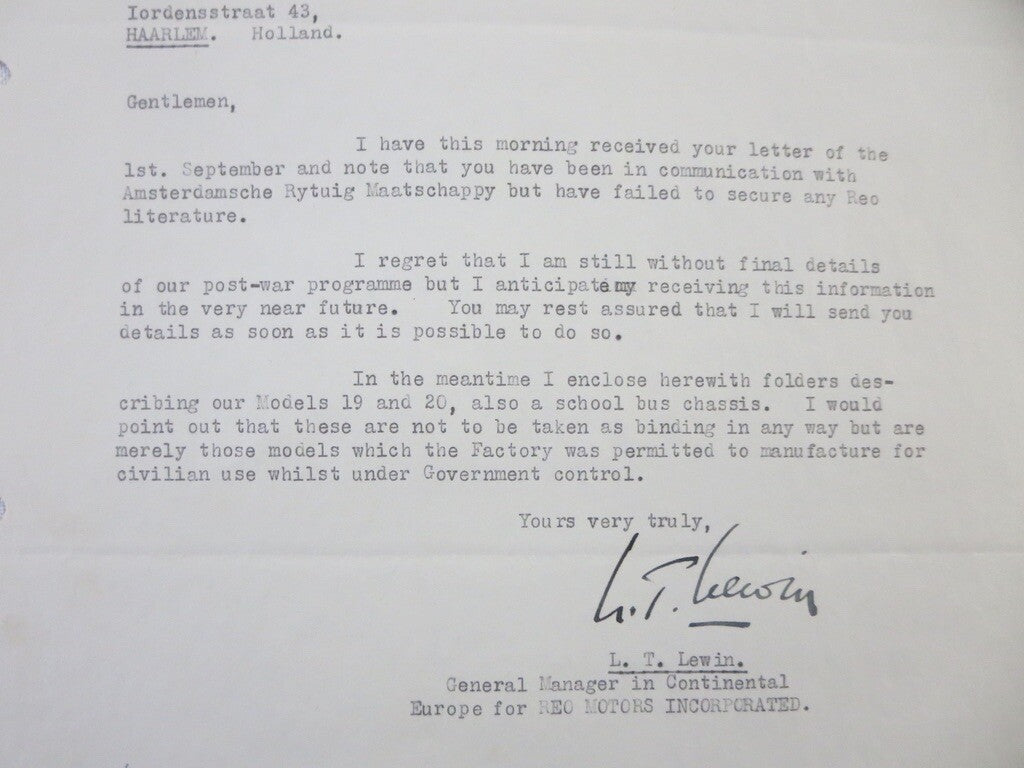 Iordensstraat 43,
HAARLEM. Holland.
Gentlemen,
I have this morning received your letter of the
1st. September and note that you have been in communication with
Amsterdamsche Rytuig Maatschappy but have failed to secure any Reo
literature.
I regret that I am still without final details
of our post-war programme but I anticipate my receiving this information
in the very near future. You may rest assured that I will send you
details as soon as it is possible to do so.
In the meantime I enclose herewith folders des-
cribing our Models 19 and 20, also a school bus chassis. I would
point out that these are not to be taken as binding in any way but are
merely those models which the Factory was permitted to manufacture for
civilian use whilst under Government control.
Yours very truly,
L. T. Lewin
L. T. Lewin.
General Manager in Continental
Europe for REO MOTORS INCORPORATED.